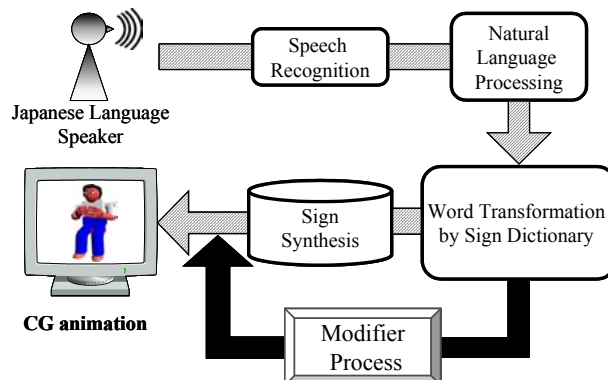 Japanese Language
Speaker
Speech
Recognition
Natural
Language
Processing
Word Transformation
by Sign Dictionary
Sign
Synthesis
CG animation
Modifier
Process